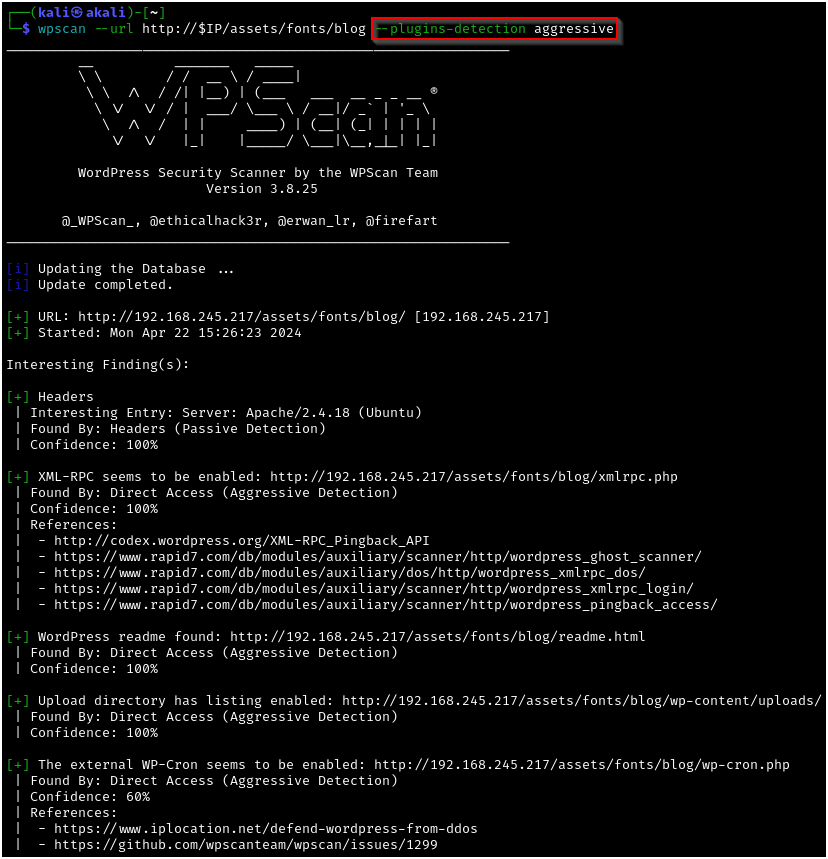 ┌──(kali㉿akali)-[~]
└─$ wpscan --url http://$IP/assets/fonts/blog --plugins-detection aggressive
_______________________________________________________________
         __          _______   _____
         \ \        / /  __ \ / ____|
          \ \  /\  / /| |__) | (___   ___  __ _ _ __ ®
           \ \/  \/ / |  ___/ \___ \ / __|/ _` | '_ \
            \  /\  /  | |     ____) | (__| (_| | | | |
             \/  \/   |_|    |_____/ \___|\__,_|_| |_|

         WordPress Security Scanner by the WPScan Team
                         Version 3.8.25

       @_WPScan_, @ethicalhack3r, @erwan_lr, @firefart
_______________________________________________________________

[i] Updating the Database ...
[i] Update completed.

[+] URL: http://192.168.245.217/assets/fonts/blog/ [192.168.245.217]
[+] Started: Mon Apr 22 15:26:23 2024

Interesting Finding(s):

[+] Headers
 | Interesting Entry: Server: Apache/2.4.18 (Ubuntu)
 | Found By: Headers (Passive Detection)
 | Confidence: 100%

[+] XML-RPC seems to be enabled: http://192.168.245.217/assets/fonts/blog/xmlrpc.php
 | Found By: Direct Access (Aggressive Detection)
 | Confidence: 100%
 | References:
 |  - http://codex.wordpress.org/XML-RPC_Pingback_API
 |  - https://www.rapid7.com/db/modules/auxiliary/scanner/http/wordpress_ghost_scanner/
 |  - https://www.rapid7.com/db/modules/auxiliary/dos/http/wordpress_xmlrpc_dos/
 |  - https://www.rapid7.com/db/modules/auxiliary/scanner/http/wordpress_xmlrpc_login/
 |  - https://www.rapid7.com/db/modules/auxiliary/scanner/http/wordpress_pingback_access/

[+] WordPress readme found: http://192.168.245.217/assets/fonts/blog/readme.html
 | Found By: Direct Access (Aggressive Detection)
 | Confidence: 100%

[+] Upload directory has listing enabled: http://192.168.245.217/assets/fonts/blog/wp-content/uploads/
 | Found By: Direct Access (Aggressive Detection)
 | Confidence: 100%

[+] The external WP-Cron seems to be enabled: http://192.168.245.217/assets/fonts/blog/wp-cron.php
 | Found By: Direct Access (Aggressive Detection)
 | Confidence: 60%
 | References:
 |  - https://www.iplocation.net/defend-wordpress-from-ddos
 |  - https://github.com/wpscanteam/wpscan/issues/1299